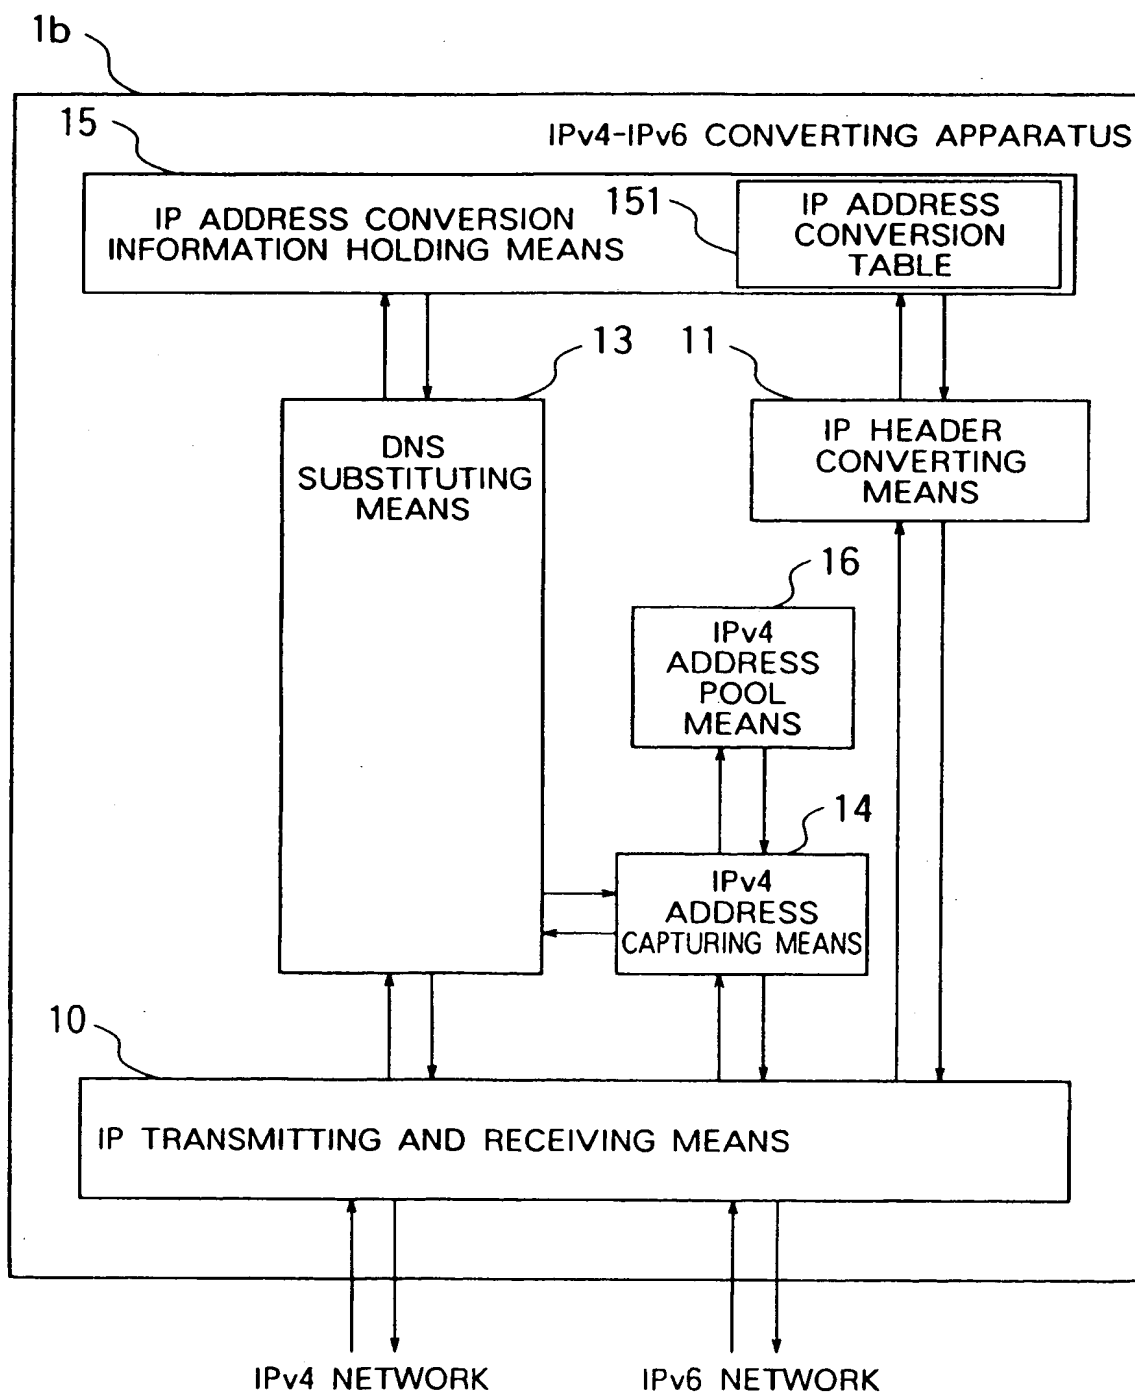 1b
15
IPv4-IPv6 CONVERTING APPARATUS
IP ADDRESS CONVERSION
INFORMATION HOLDING MEANS
151
IP ADDRESS
CONVERSION
TABLE
13
11
DNS
SUBSTITUTING
MEANS
IP HEADER
CONVERTING
MEANS
16
IPv4
ADDRESS
POOL
MEANS
14
IPv4
ADDRESS
CAPTURING MEANS
10
IP TRANSMITTING AND RECEIVING MEANS
IPv4 NETWORK
IPv6 NETWORK